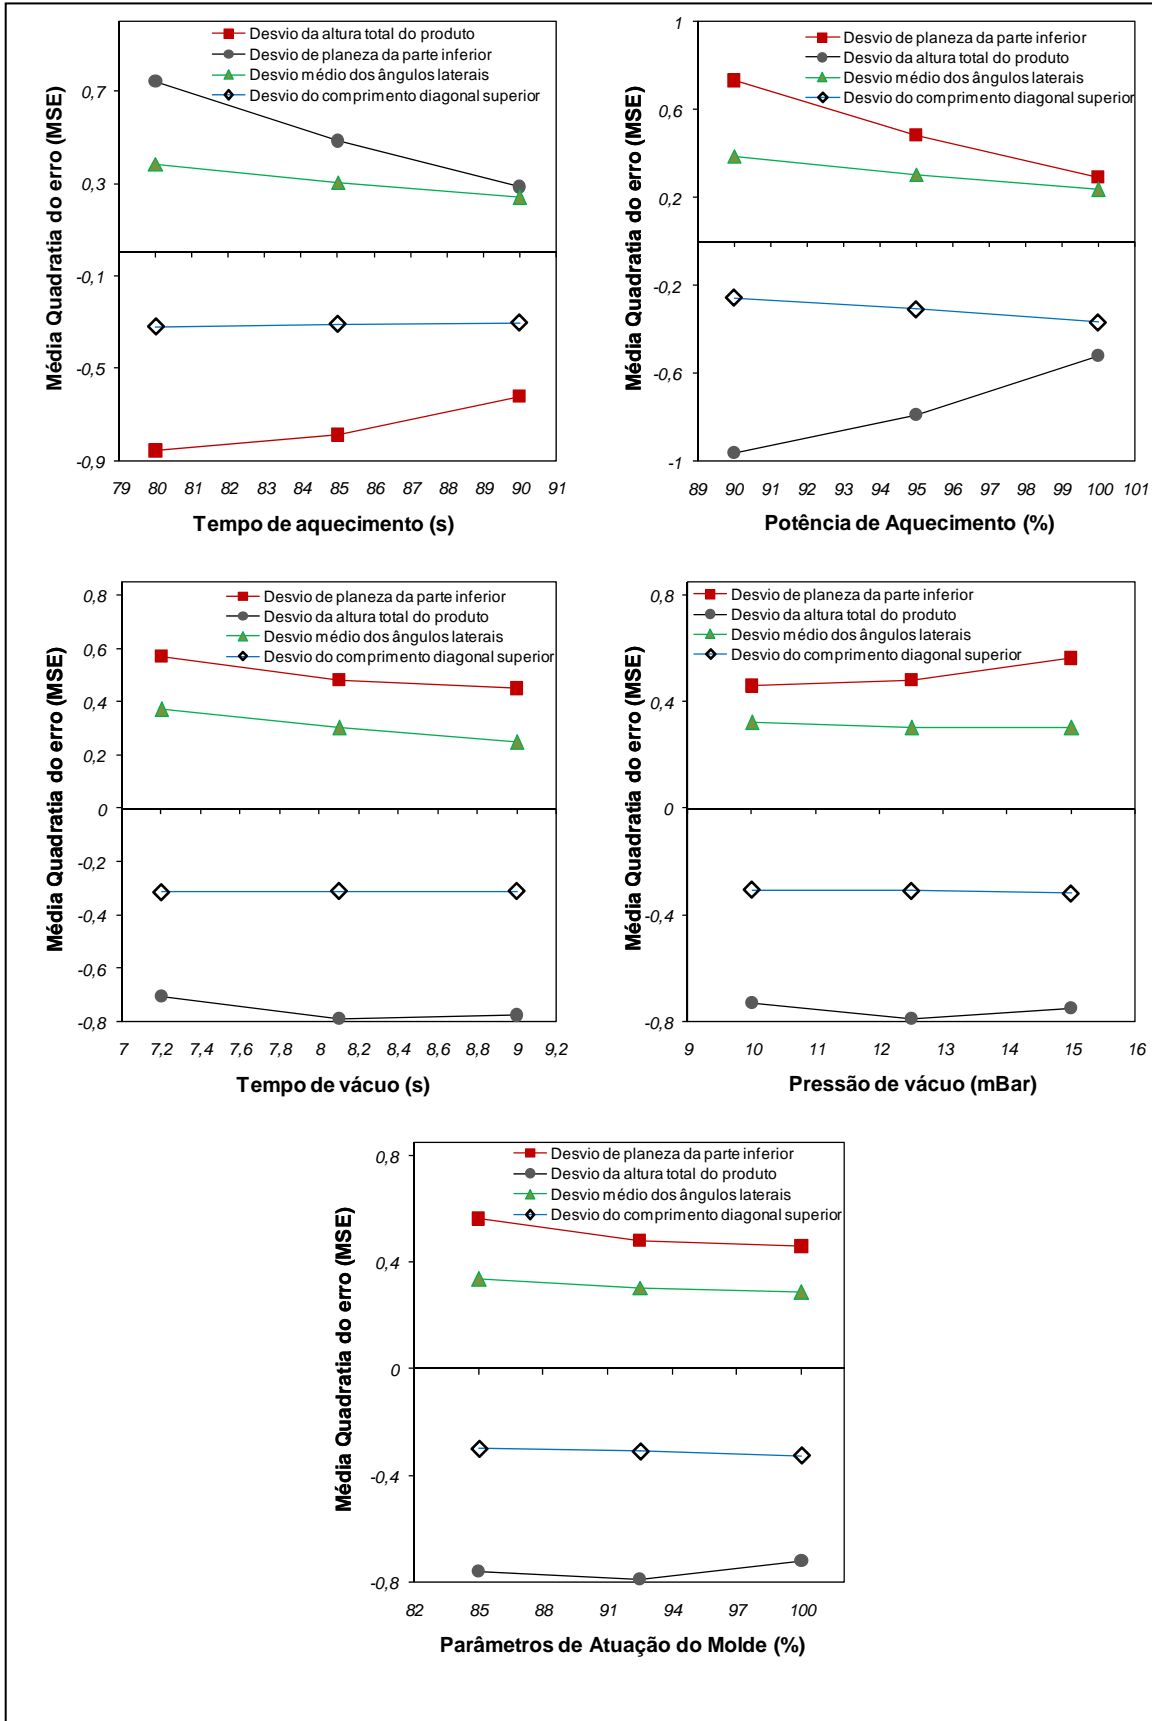 Desvio da altura total do produto
Desvio de planeza da parte inferior
Desvio médio dos ângulos laterais
Desvio do comprimento diagonal superior
Média Quadratia do erro (MSE)
0,7
0,3
-0,1
-0,5
-0,9
79 80 82 83 84 85 86 87 89 90 91
Tempo de aquecimento (s)
Desvio de planeza da parte inferior
Desvio da altura total do produto
Desvio médio dos ângulos laterais
Desvio do comprimento diagonal superior
Média Quadratia do erro (MSE)
1
0,6
0,2
-0,2
-0,6
-1
89 90 91 92 93 94 95 96 97 98 99 100 101
Potência de Aquecimento (%)
Desvio de planeza da parte inferior
Desvio da altura total do produto
Desvio médio dos ângulos laterais
Desvio do comprimento diagonal superior
Média Quadratia do erro (MSE)
0,8
0,6
0,4
0,2
0
-0,2
-0,4
-0,6
-0,8
7 7,2 7,4 7,6 7,8 8 8,2 8,4 8,6 8,8 9 9,2
Tempo de vácuo (s)
Desvio de planeza da parte inferior
Desvio da altura total do produto
Desvio médio dos ângulos laterais
Desvio do comprimento diagonal superior
Média Quadratia do erro (MSE)
0,8
0,4
0
-0,4
-0,8
9 10 11 12 13 14 15 16
Pressão de vácuo (mBar)
Desvio de planeza da parte inferior
Desvio da altura total do produto
Desvio médio dos ângulos laterais
Desvio do comprimento diagonal superior
Média Quadratia do erro (MSE)
0,8
0,4
0
-0,4
-0,8
82 85 88 91 94 97 100
Parâmetros de Atuação do Molde (%)